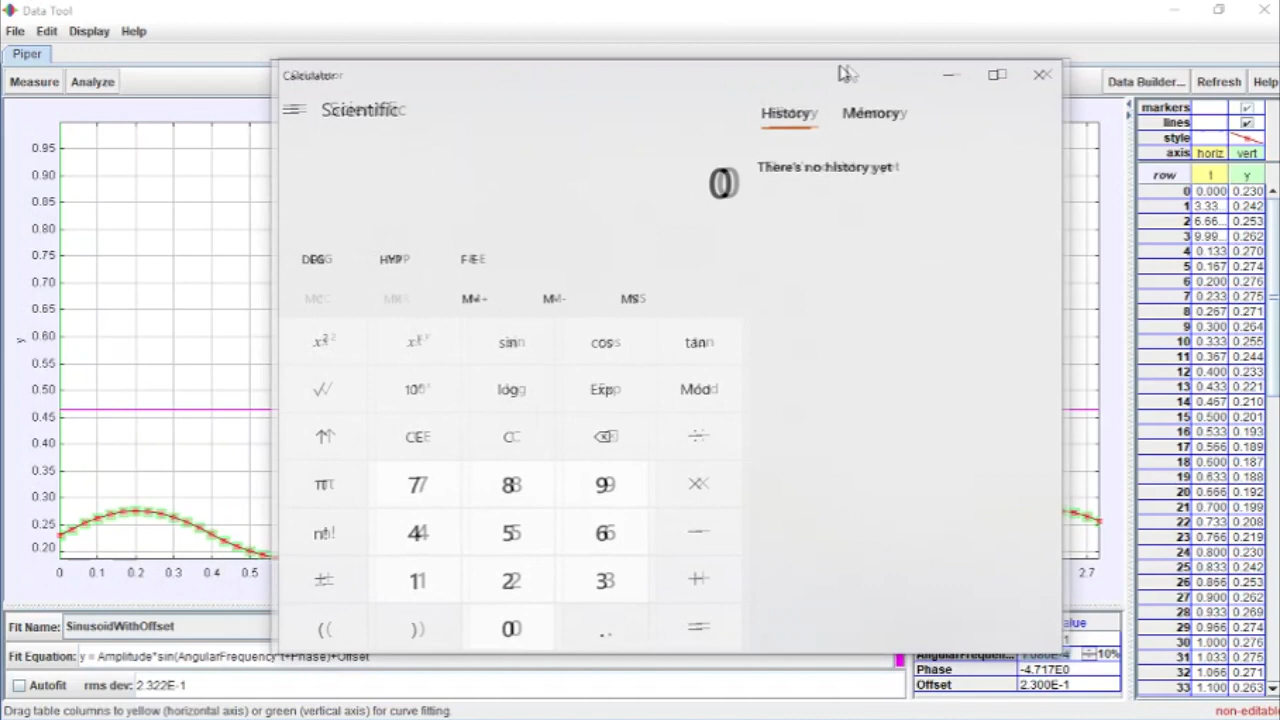 Data Tool
File Edit Display Help
Piper
Measure Analyze
Data Builder... Refresh Help
Calculator
Scientific
History Memory
There's no history yet
0
DEG HYP F-E
MC MR M+ M- MS
x² xʸ sin cos tan
√ 10ˣ log Exp Mod
↑ CE C ⌫ ÷
π 7 8 9 ×
n! 4 5 6 −
± 1 2 3 +
( ) 0 . =
y
0.95
0.90
0.85
0.80
0.75
0.70
0.65
0.60
0.55
0.50
0.45
0.40
0.35
0.30
0.25
0.20
0 0.1 0.2 0.3 0.4 0.5 2.7
markers
lines
style
axis horiz vert
row t y
0 0.000 0.230
1 3.33... 0.242
2 6.66... 0.253
3 9.99... 0.262
4 0.133 0.270
5 0.167 0.274
6 0.200 0.276
7 0.233 0.275
8 0.267 0.271
9 0.300 0.264
10 0.333 0.255
11 0.367 0.244
12 0.400 0.233
13 0.433 0.221
14 0.467 0.210
15 0.500 0.201
16 0.533 0.193
17 0.567 0.189
18 0.600 0.187
19 0.633 0.188
20 0.666 0.192
21 0.700 0.199
22 0.733 0.208
23 0.766 0.219
24 0.800 0.230
25 0.833 0.242
26 0.866 0.253
27 0.900 0.262
28 0.933 0.269
29 0.966 0.274
30 1.000 0.276
31 1.033 0.275
32 1.066 0.271
33 1.100 0.263
Fit Name: SinusoidWithOffset
Fit Equation: y = Amplitude*sin(AngularFrequency*t+Phase)+Offset
Autofit rms dev: 2.322E-1
alue
AngularFrequen... 10%
Phase -4.717E0
Offset 2.300E-1
Drag table columns to yellow (horizontal axis) or green (vertical axis) for curve fitting.
non-editable